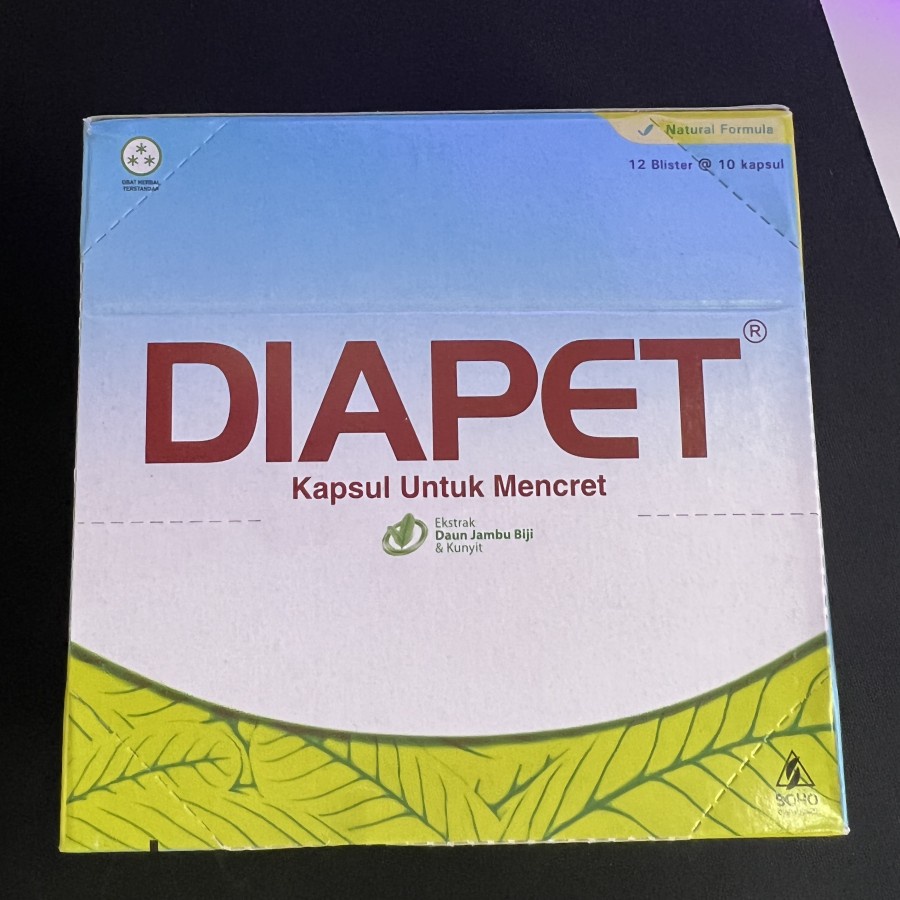 Natural Formula
12 Blister @ 10 kapsul
OBAT HERBAL
TERSTANDAR
DIAPET®
Kapsul Untuk Mencret
Ekstrak
Daun Jambu Biji
& Kunyit
SOHO